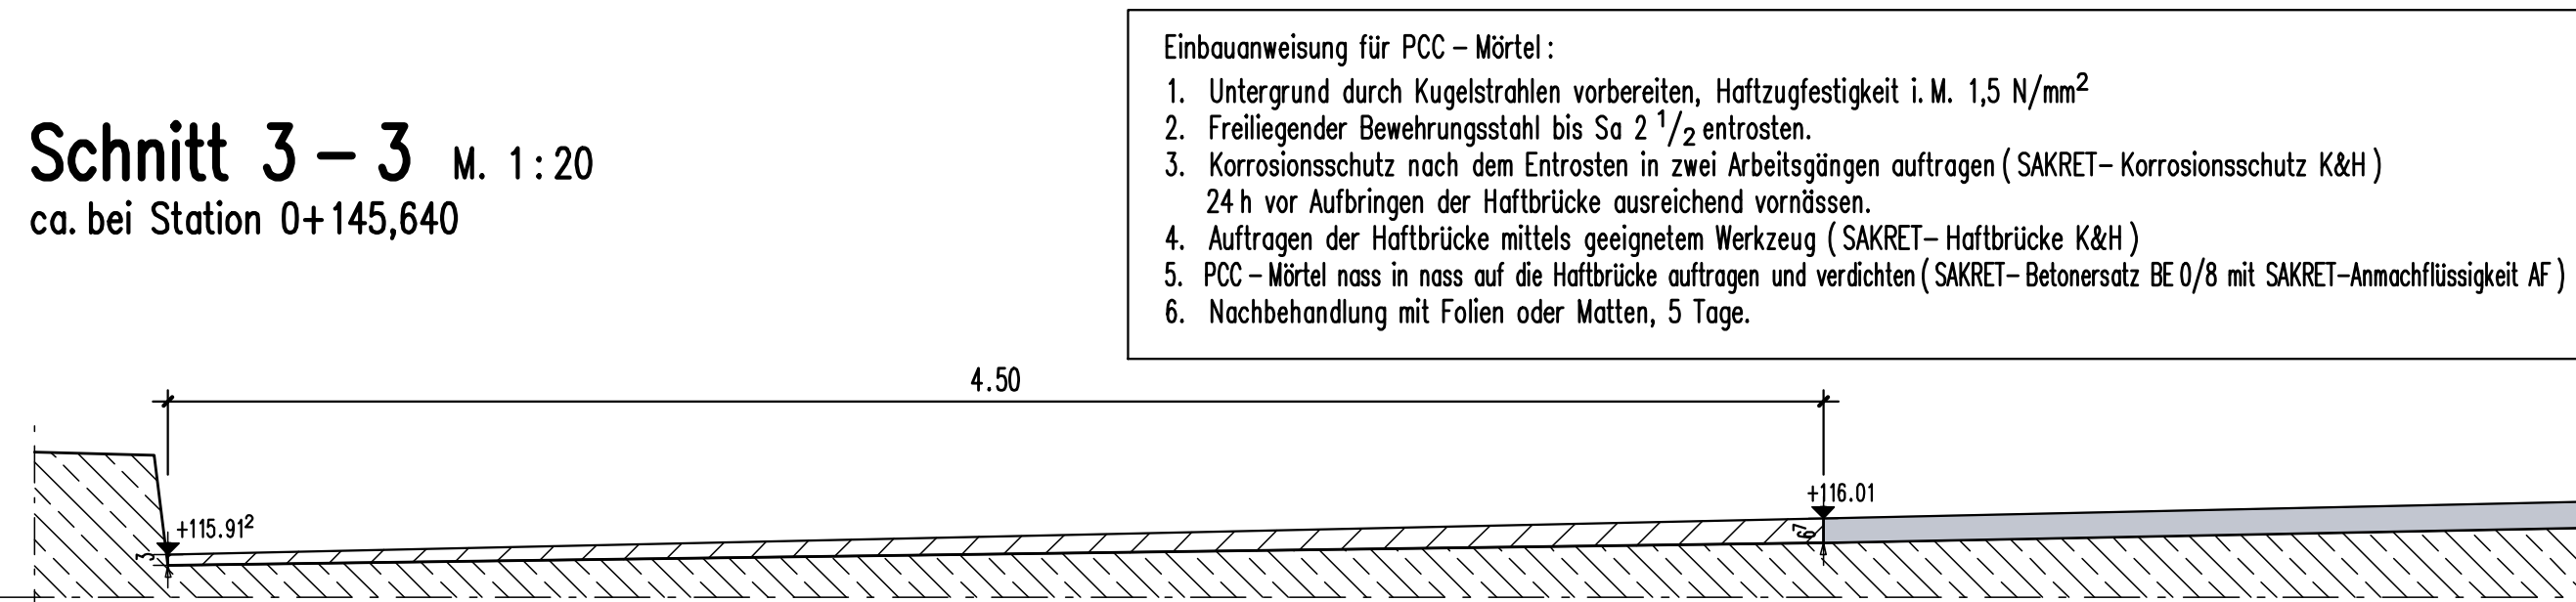 Einbauanweisung für PCC – Mörtel :
1. Untergrund durch Kugelstrahlen vorbereiten, Haftzugfestigkeit i. M. 1,5 N/mm²
2. Freiliegender Bewehrungsstahl bis Sa 2 1/2 entrosten.
3. Korrosionsschutz nach dem Entrosten in zwei Arbeitsgängen auftragen ( SAKRET– Korrosionsschutz K&H )
24 h vor Aufbringen der Haftbrücke ausreichend vornässen.
4. Auftragen der Haftbrücke mittels geeignetem Werkzeug ( SAKRET– Haftbrücke K&H )
5. PCC – Mörtel nass in nass auf die Haftbrücke auftragen und verdichten ( SAKRET– Betonersatz BE 0/8 mit SAKRET–Anmachflüssigkeit AF )
6. Nachbehandlung mit Folien oder Matten, 5 Tage.
Schnitt 3 – 3 M. 1 : 20
ca. bei Station 0+145,640
4.50
+116.01
+115.91²
3
6⁷